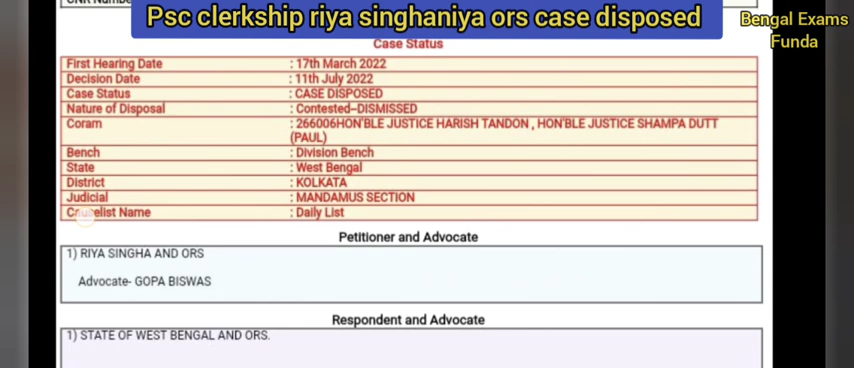 CNR Number
Psc clerkship riya singhaniya ors case disposed
Bengal Exams
Funda
Case Status
First Hearing Date : 17th March 2022
Decision Date : 11th July 2022
Case Status : CASE DISPOSED
Nature of Disposal : Contested--DISMISSED
Coram : 266006HON'BLE JUSTICE HARISH TANDON , HON'BLE JUSTICE SHAMPA DUTT
(PAUL)
Bench : Division Bench
State : West Bengal
District : KOLKATA
Judicial : MANDAMUS SECTION
Causelist Name : Daily List
Petitioner and Advocate
1) RIYA SINGHA AND ORS
Advocate- GOPA BISWAS
Respondent and Advocate
1) STATE OF WEST BENGAL AND ORS.